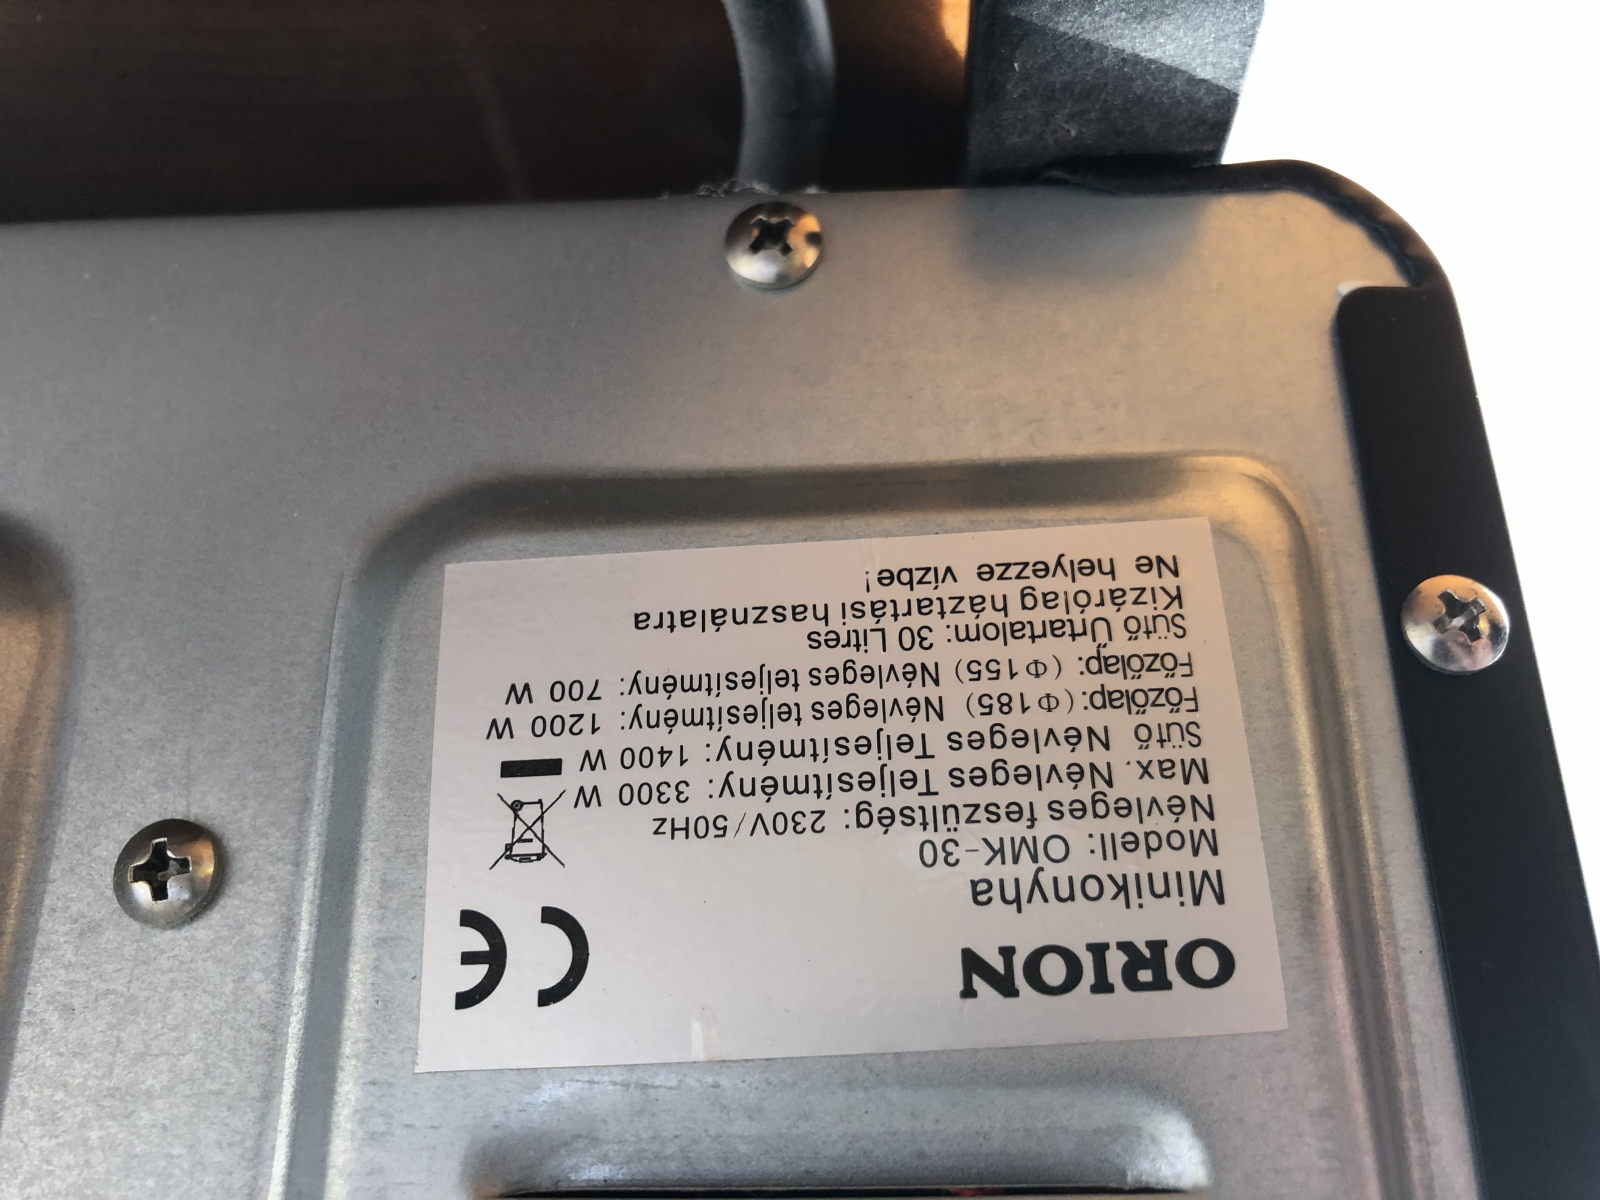 ORION
CE
Minikonyha
Modell: OMK-30
Névleges feszültség: 230V/50Hz
Max. Névleges Teljesítmény: 3300 W
Sütő Névleges Teljesítmény: 1400 W
Főzőlap:(Φ185) Névleges teljesítmény: 1200 W
Főzőlap: (Φ155) Névleges teljesítmény: 700 W
Sütő Űrtartalom: 30 Litres
Kizárólag háztartási használatra
Ne helyezze vízbe!